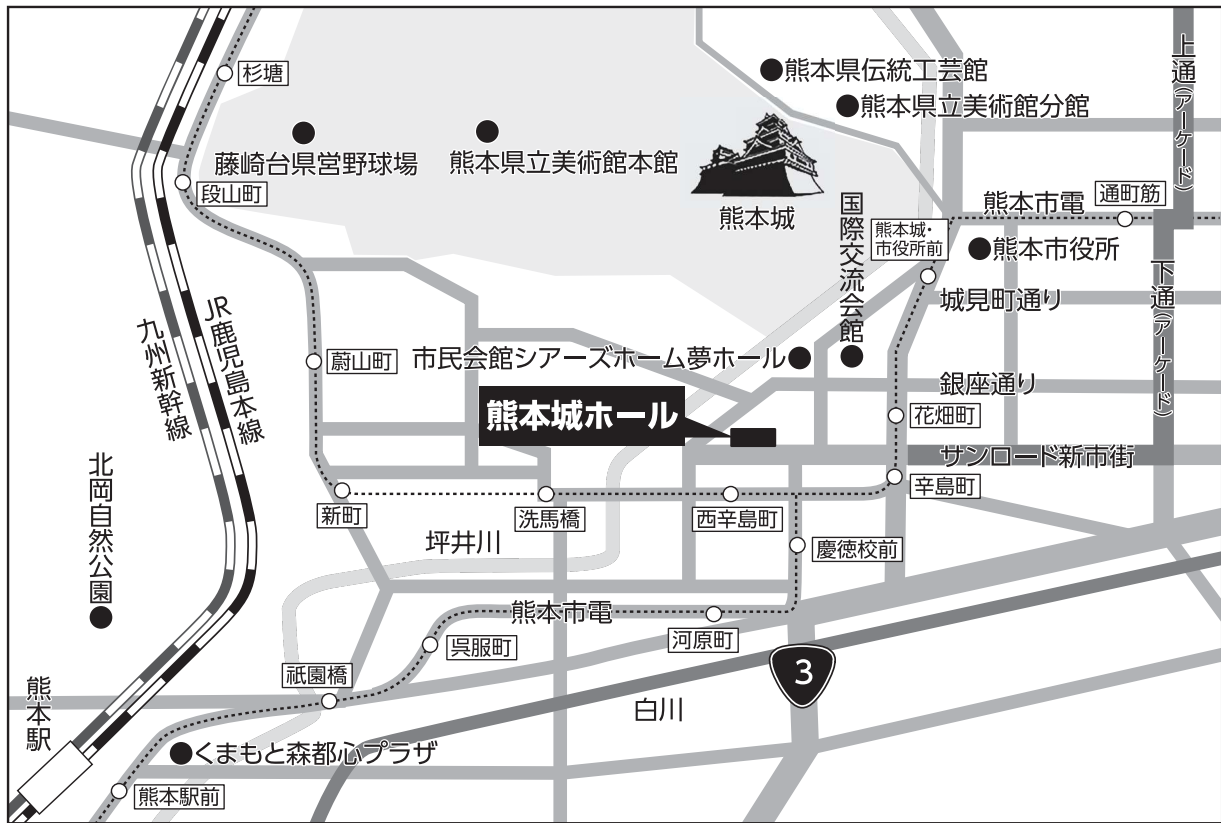 杉塘
熊本県伝統工芸館
熊本県立美術館分館
上通(アーケード)
藤崎台県営野球場
熊本県立美術館本館
段山町
熊本城
国際交流会館
熊本城・
市役所前
熊本市電
通町筋
熊本市役所
下通(アーケード)
城見町通り
九州新幹線
JR鹿児島本線
蔚山町
市民会館シアーズホーム夢ホール
銀座通り
熊本城ホール
花畑町
サンロード新市街
北岡自然公園
新町
洗馬橋
西辛島町
辛島町
坪井川
慶徳校前
熊本市電
河原町
呉服町
祇園橋
3
熊本駅
白川
くまもと森都心プラザ
熊本駅前